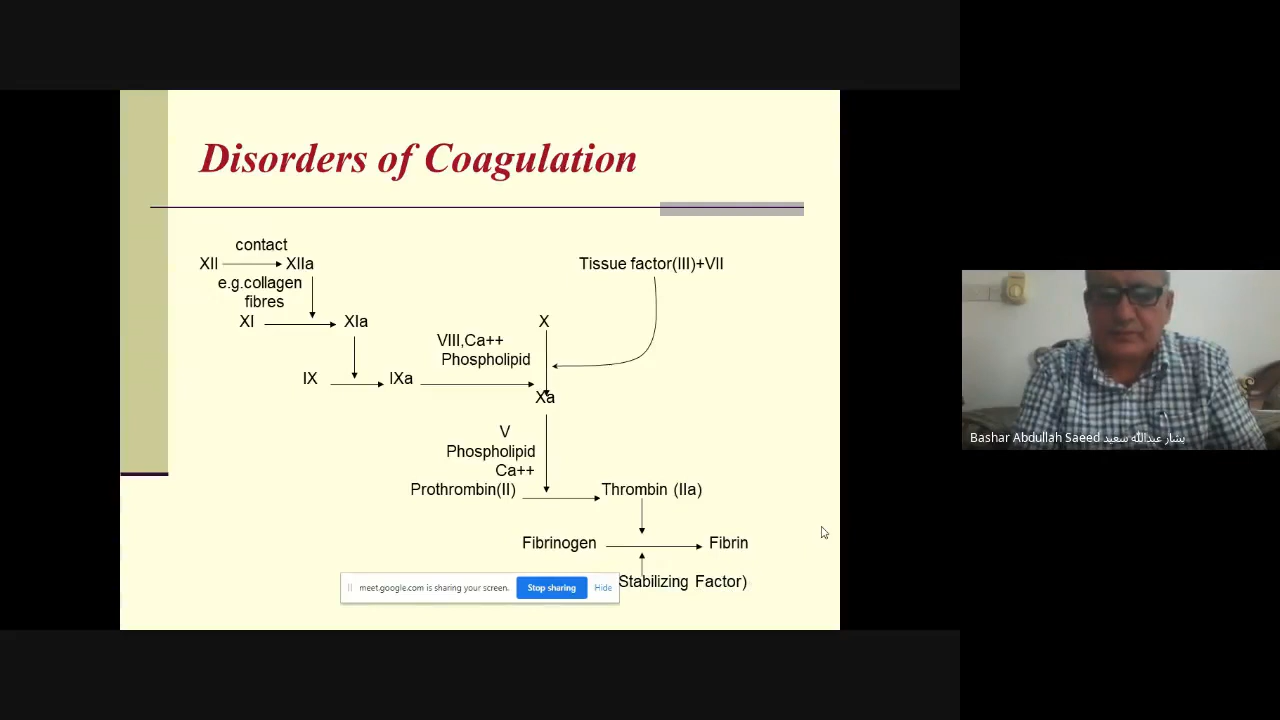 Disorders of Coagulation
contact
XII XIIa
e.g.collagen
fibres
Tissue factor(III)+VII
XI XIa
X
VIII,Ca++
Phospholipid
IX IXa
Xa
V
Phospholipid
Ca++
Prothrombin(II) Thrombin (IIa)
Fibrinogen Fibrin
Stabilizing Factor)
meet.google.com is sharing your screen. Stop sharing Hide
Bashar Abdullah Saeed بشار عبدالله سعيد